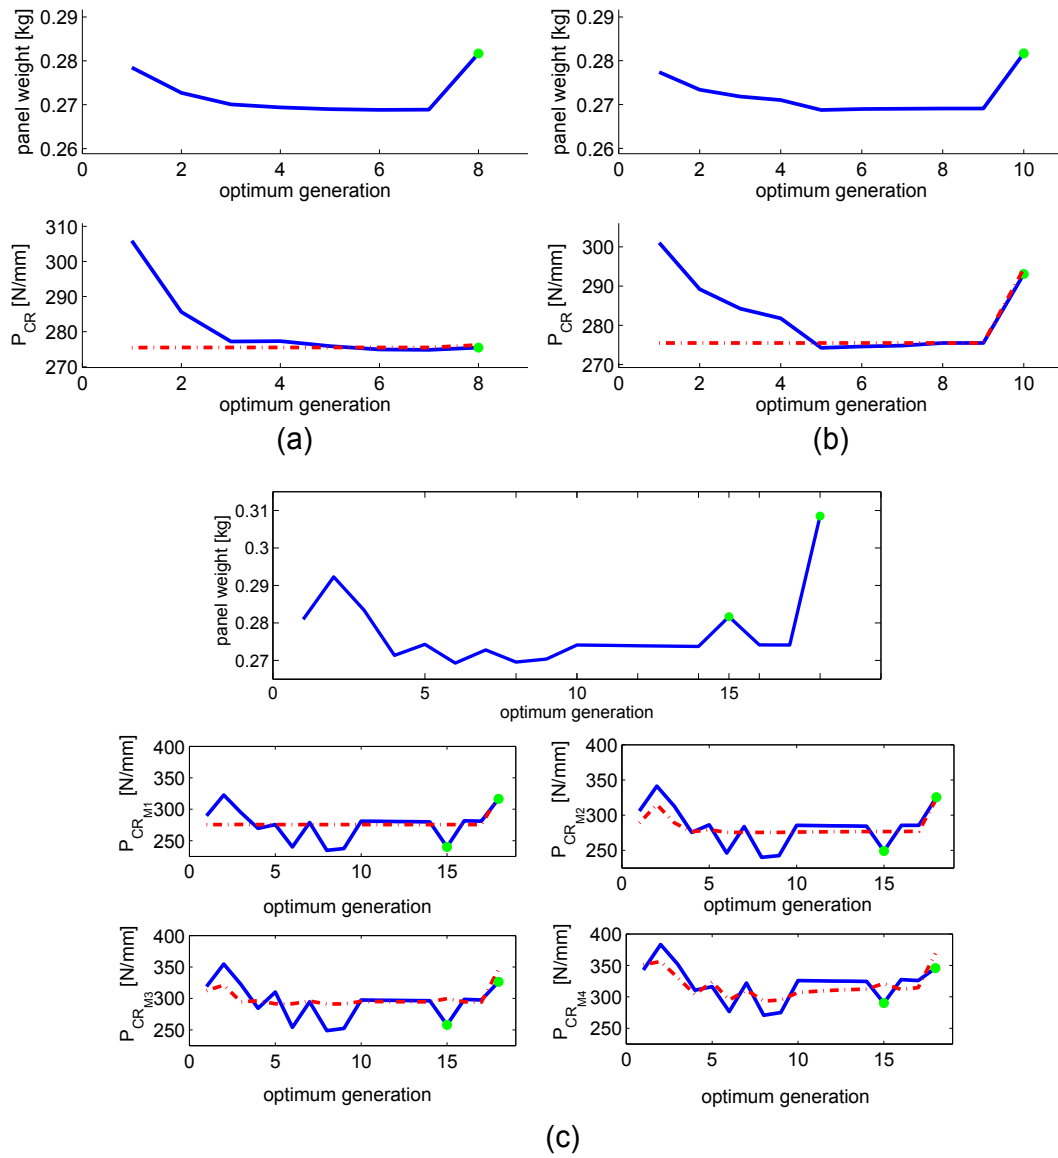 panel weight [kg]
0.29
0.28
0.27
0.26
0 2 4 6 8
optimum generation
panel weight [kg]
0.29
0.28
0.27
0.26
0 2 4 6 8 10
optimum generation
P_CR [N/mm]
310
300
290
280
270
0 2 4 6 8
optimum generation
(a)
P_CR [N/mm]
300
290
280
270
0 2 4 6 8 10
optimum generation
(b)
panel weight [kg]
0.31
0.3
0.29
0.28
0.27
0 5 10 15
optimum generation
P_CR_M1 [N/mm]
400
350
300
250
0 5 10 15
optimum generation
P_CR_M2 [N/mm]
400
350
300
250
0 5 10 15
optimum generation
P_CR_M3 [N/mm]
400
350
300
250
0 5 10 15
optimum generation
P_CR_M4 [N/mm]
400
350
300
250
0 5 10 15
optimum generation
(c)